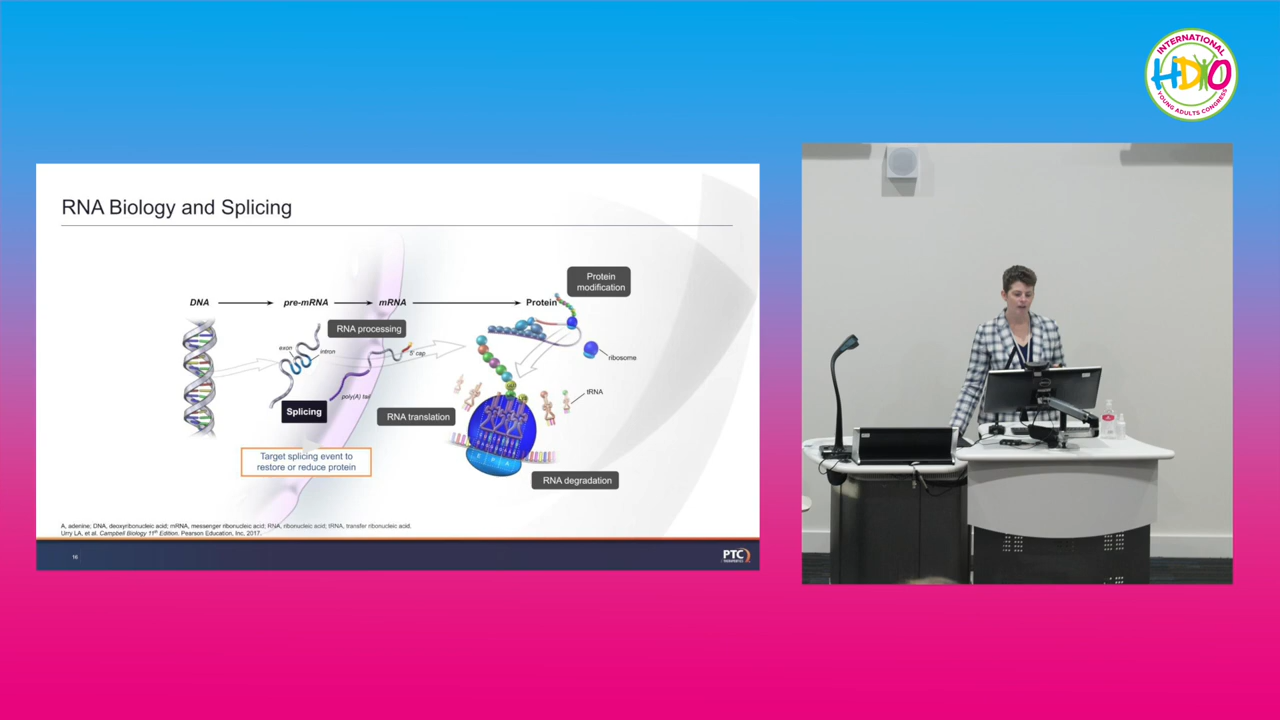 INTERNATIONAL
HDYO
YOUNG ADULTS CONGRESS
RNA Biology and Splicing
Protein
modification
DNA
pre-mRNA
mRNA
Protein
RNA processing
exon
intron
5' cap
ribosome
poly(A) tail
tRNA
Splicing
RNA translation
Target splicing event to
restore or reduce protein
E P A
RNA degradation
A, adenine; DNA, deoxyribonucleic acid; mRNA, messenger ribonucleic acid; RNA, ribonucleic acid; tRNA, transfer ribonucleic acid.
Urry LA, et al. Campbell Biology 11th Edition. Pearson Education, Inc, 2017.
16
PTC
THERAPEUTICS